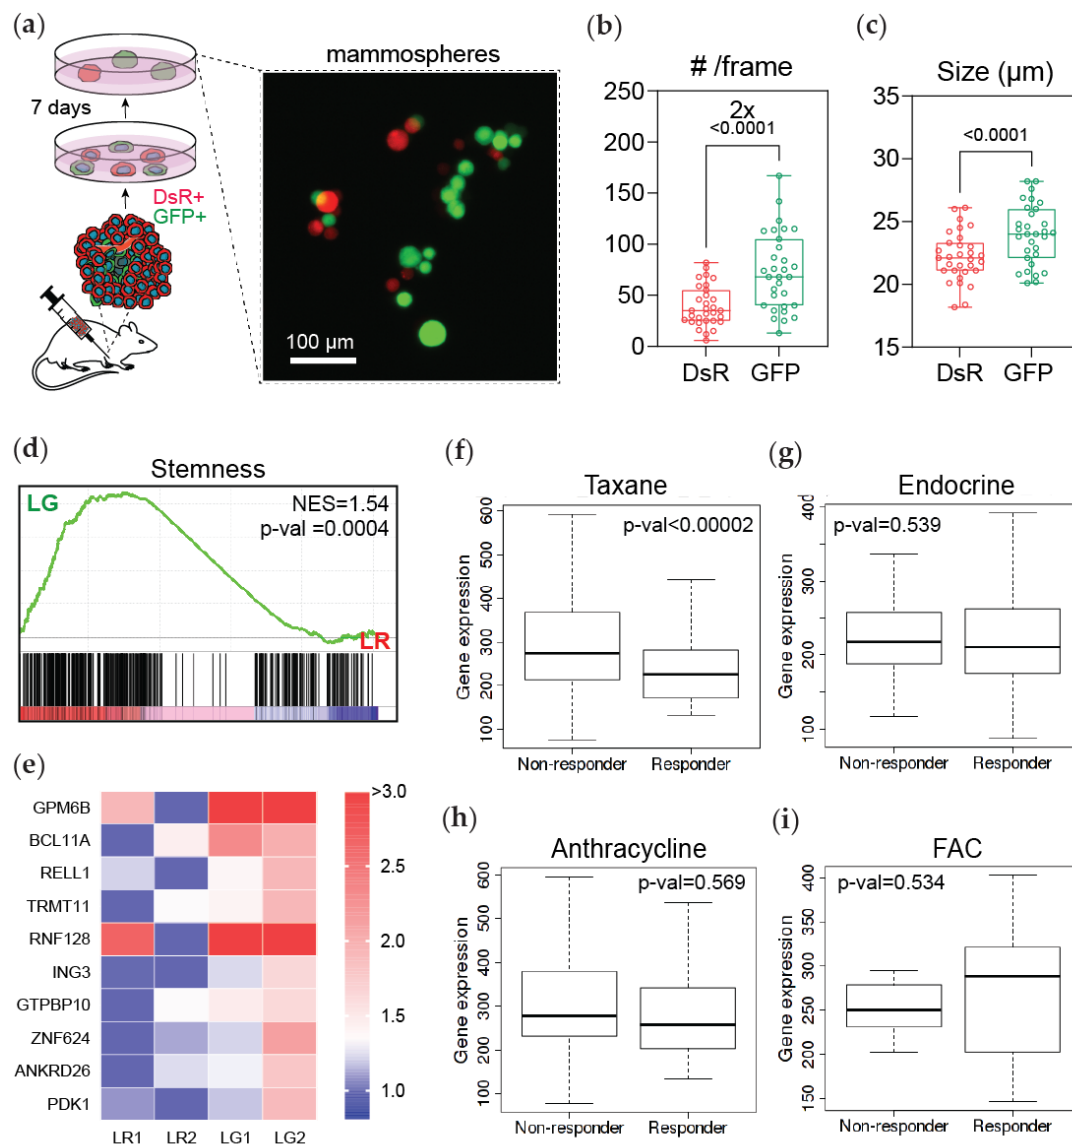 (a)
7 days
DsR+
GFP+
mammospheres
100 µm
(b)
# /frame
250
200
150
100
50
0
2x
<0.0001
DsR
GFP
(c)
Size (µm)
35
30
25
20
15
<0.0001
DsR
GFP
(d)
Stemness
LG
NES=1.54
p-val =0.0004
LR
(e)
GPM6B
BCL11A
RELL1
TRMT11
RNF128
ING3
GTPBP10
ZNF624
ANKRD26
PDK1
LR1
LR2
LG1
LG2
>3.0
2.5
2.0
1.5
1.0
(f)
Taxane
p-val<0.00002
Gene expression
600
500
400
300
200
100
Non-responder
Responder
(g)
Endocrine
p-val=0.539
Gene expression
400
300
200
100
Non-responder
Responder
(h)
Anthracycline
p-val=0.569
Gene expression
600
500
400
300
200
100
Non-responder
Responder
(i)
FAC
p-val=0.534
Gene expression
400
350
300
250
200
150
Non-responder
Responder